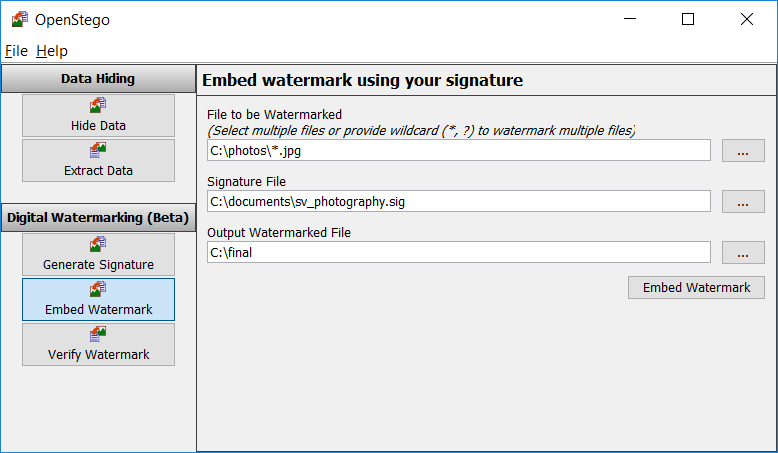 OpenStego
File Help
Data Hiding
Hide Data
Extract Data
Digital Watermarking (Beta)
Generate Signature
Embed Watermark
Verify Watermark
Embed watermark using your signature
File to be Watermarked
(Select multiple files or provide wildcard (*, ?) to watermark multiple files)
C:\photos\*.jpg
...
Signature File
C:\documents\sv_photography.sig
...
Output Watermarked File
C:\final
...
Embed Watermark